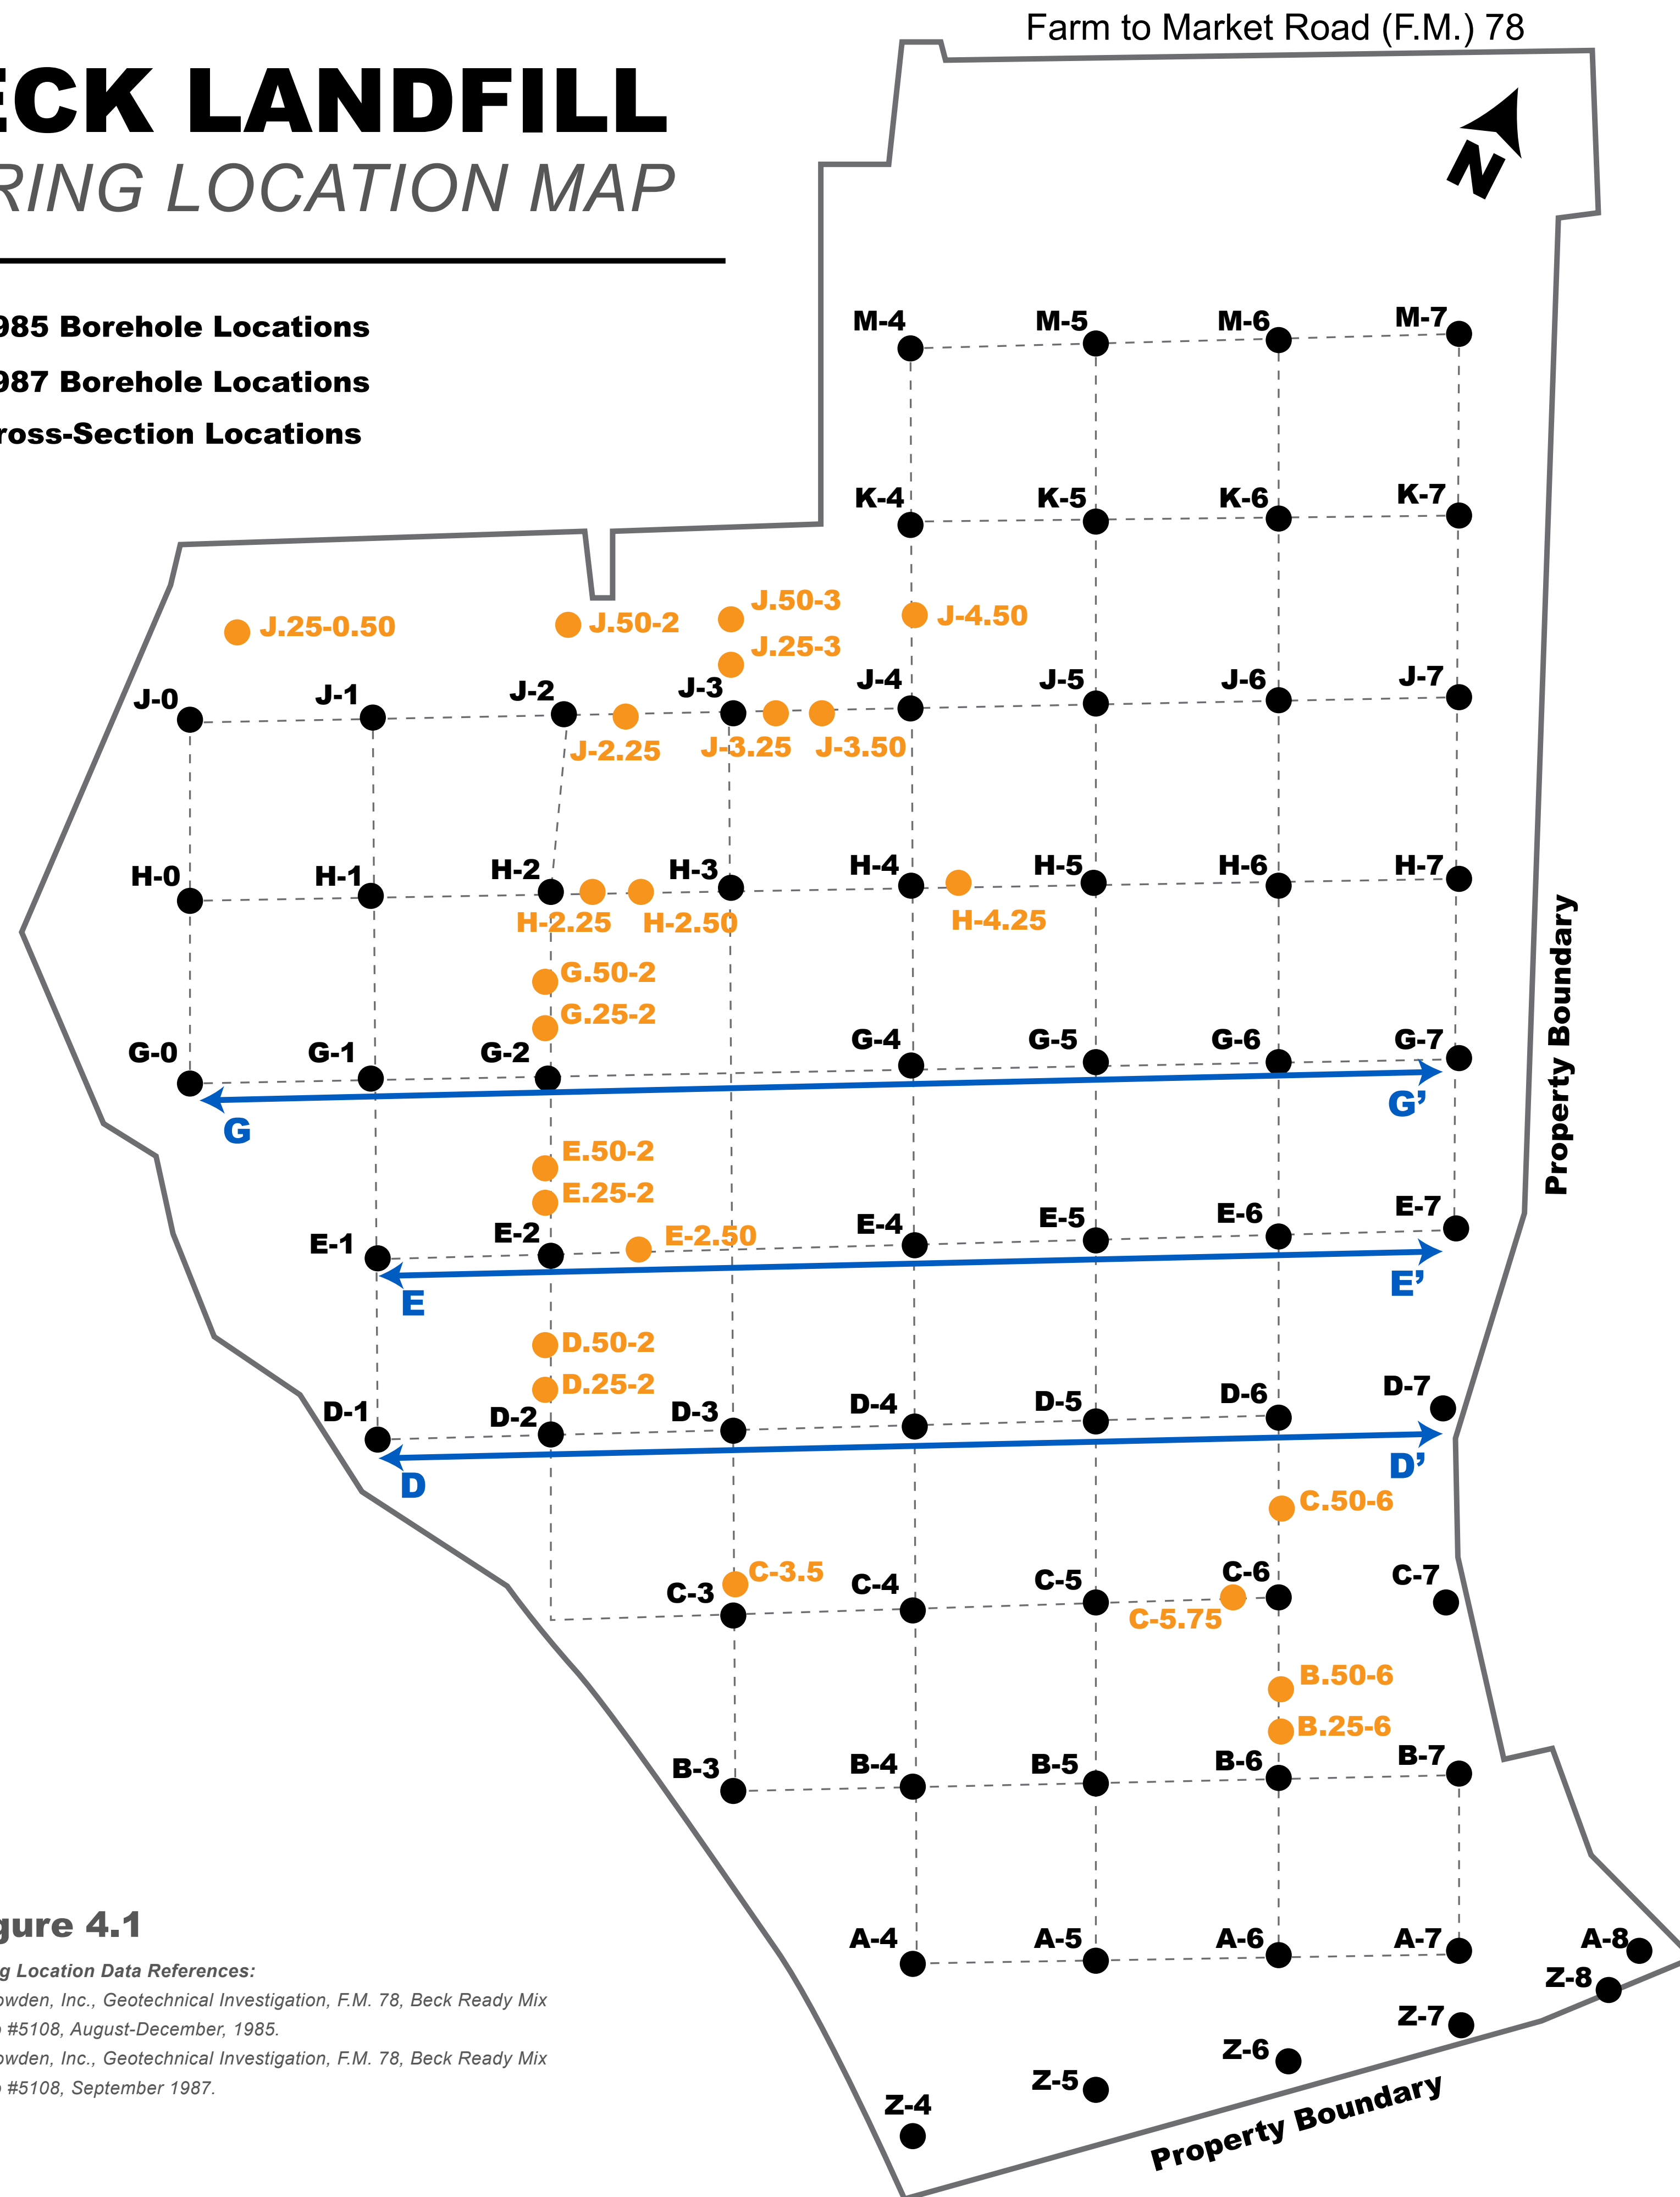 Farm to Market Road (F.M.) 78
ECK LANDFILL
RING LOCATION MAP
N
985 Borehole Locations
987 Borehole Locations
ross-Section Locations
M-4 M-5 M-6 M-7
K-4 K-5 K-6 K-7
J.25-0.50 J.50-2 J.50-3 J-4.50
J.25-3
J-0 J-1 J-2 J-3 J-4 J-5 J-6 J-7
J-2.25 J-3.25 J-3.50
H-0 H-1 H-2 H-3 H-4 H-5 H-6 H-7
H-2.25 H-2.50 H-4.25
Property Boundary
G.50-2
G.25-2
G-0 G-1 G-2 G-4 G-5 G-6 G-7
G G’
E.50-2
E.25-2
E-1 E-2 E-2.50 E-4 E-5 E-6 E-7
E E’
D.50-2
D.25-2
D-1 D-2 D-3 D-4 D-5 D-6 D-7
D D’
C.50-6
C-3.5
C-3 C-4 C-5 C-6 C-7
C-5.75
B.50-6
B.25-6
B-3 B-4 B-5 B-6 B-7
A-4 A-5 A-6 A-7 A-8
Z-8
Z-7
Z-6
Z-5
Z-4
Property Boundary
gure 4.1
g Location Data References:
owden, Inc., Geotechnical Investigation, F.M. 78, Beck Ready Mix
#5108, August-December, 1985.
owden, Inc., Geotechnical Investigation, F.M. 78, Beck Ready Mix
#5108, September 1987.